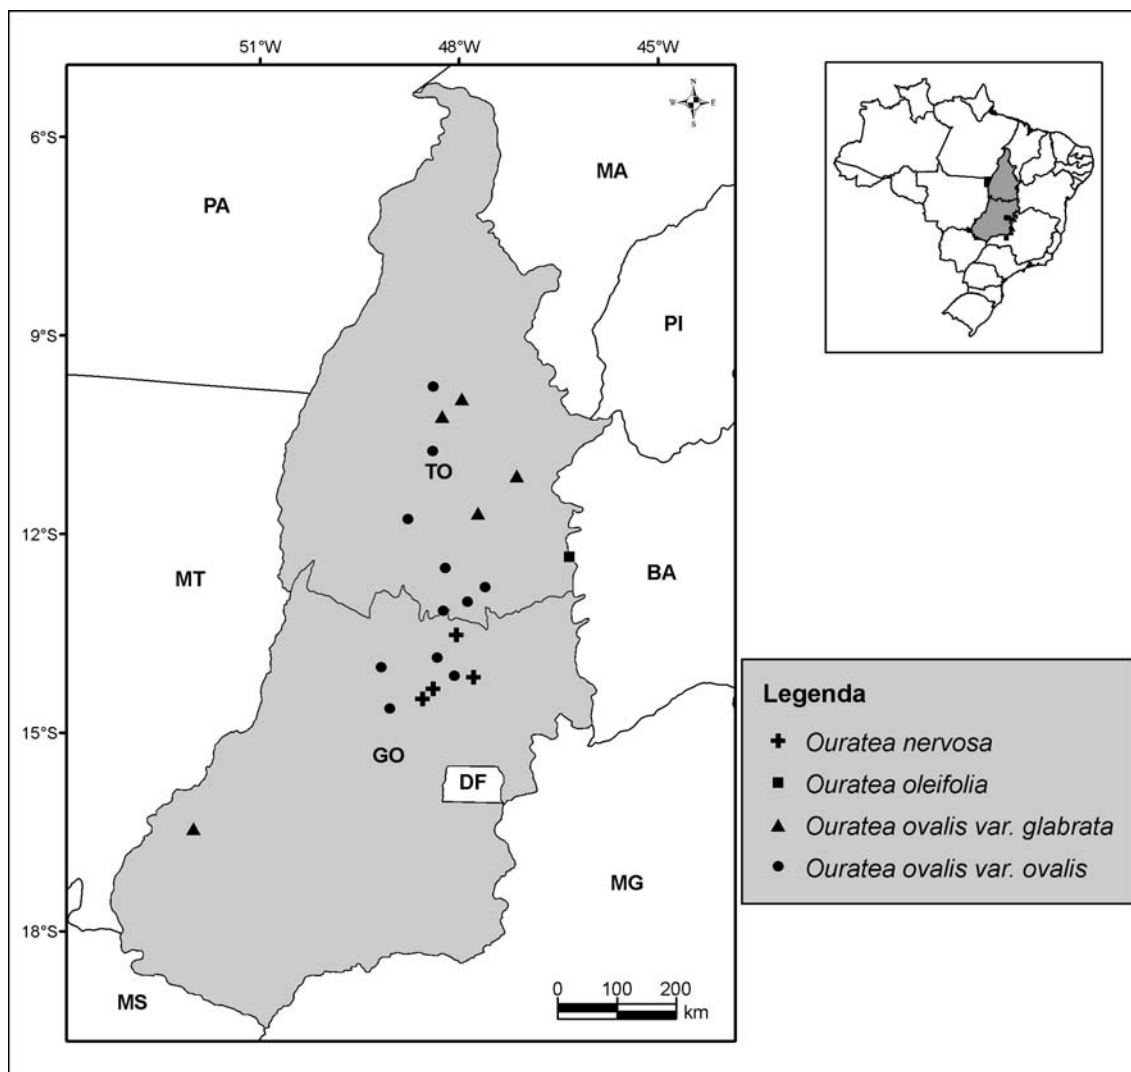 51°W 48°W 45°W
N
W E
S
6°S
MA
PA
PI
9°S
TO
12°S
BA
MT
Legenda
Ouratea nervosa
15°S
GO
DF
Ouratea oleifolia
Ouratea ovalis var. glabrata
Ouratea ovalis var. ovalis
MG
18°S
0 100 200
km
MS